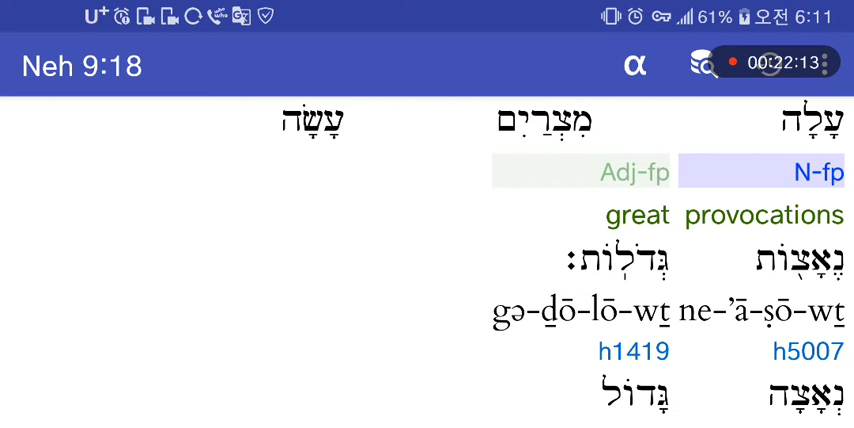 U+ 61% 오전 6:11
Neh 9:18 α 00:22:13
עָלָה מִצְרַיִם עָשָׂה
N-fp Adj-fp
provocations great
נֶאָצ֖וֹת גְּדֹלֽוֹת׃
ne-’ā-ṣō-wṯ gə-ḏō-lō-wṯ
h5007 h1419
נְאָצָה גָּדוֹל